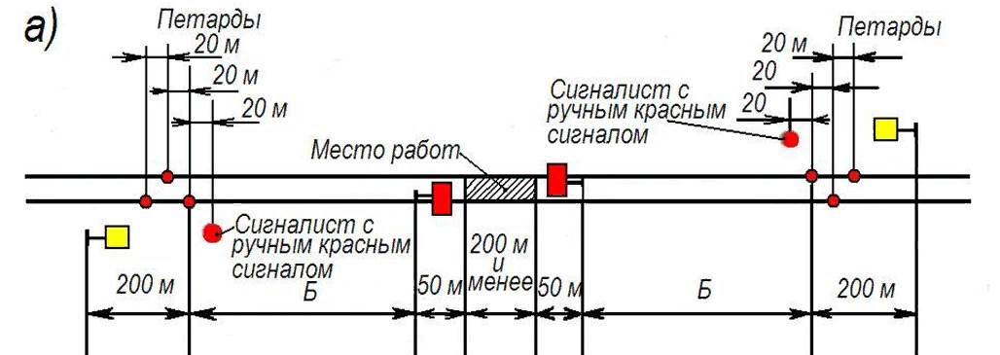 а)
Петарды
20 м
20 м
20 м
Место работ
Сигналист с
ручным красным
сигналом
Петарды
20 м
20
20
Сигналист с
ручным красным
сигналом
200 м
Б
50 м
200 м
и
менее
50 м
Б
200 м